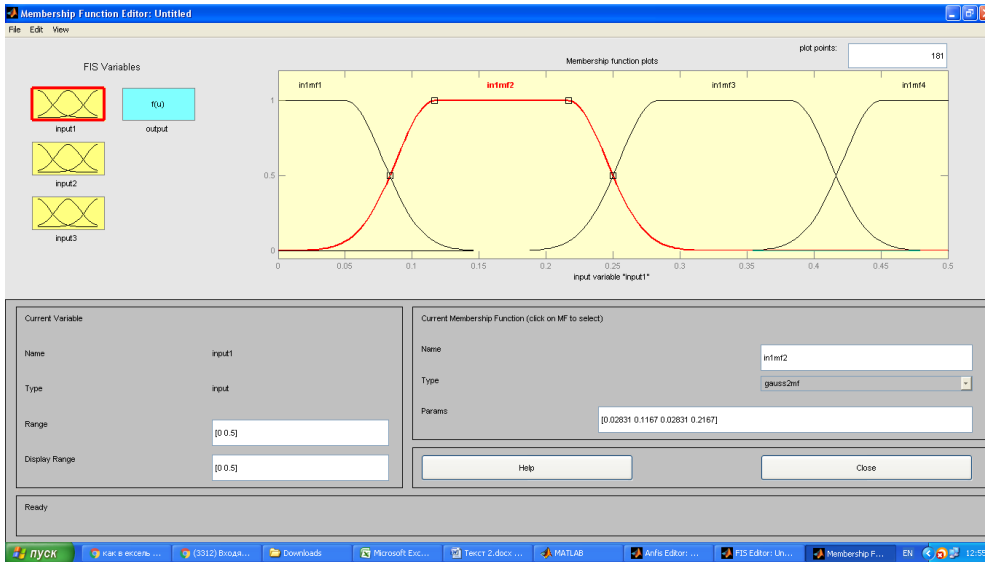 Membership Function Editor: Untitled
File Edit View
FIS Variables
f(u)
input1
output
input2
input3
plot points:
181
Membership function plots
in1mf1
in1mf2
in1mf3
in1mf4
1
0.5
0
0 0.05 0.1 0.15 0.2 0.25 0.3 0.35 0.4 0.45 0.5
input variable "input1"
Current Variable
Name input1
Type input
Range [0 0.5]
Display Range [0 0.5]
Current Membership Function (click on MF to select)
Name in1mf2
Type gauss2mf
Params [0.02831 0.1167 0.02831 0.2167]
Help Close
Ready
пуск как в ексель ... (3312) Входя... Downloads Microsoft Exc... Текст 2.docx ... MATLAB Anfis Editor: ... FIS Editor: Un... Membership F... EN 12:55